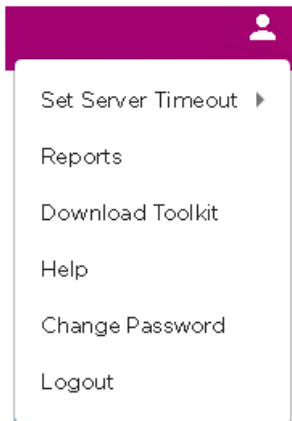 Set Server Timeout
Reports
Download Toolkit
Help
Change Password
Logout